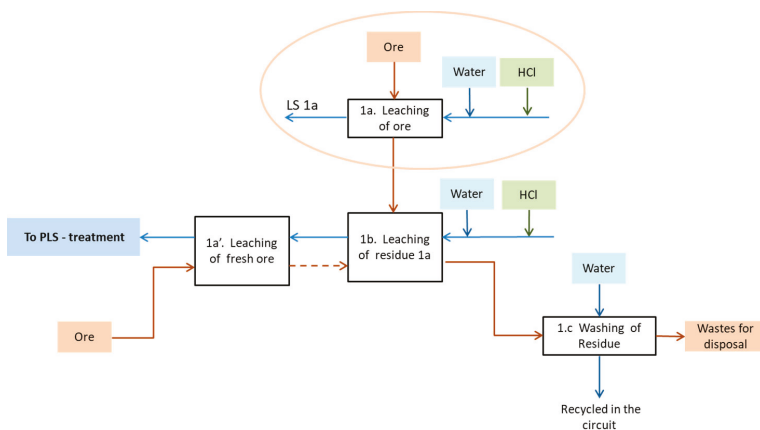 Ore
Water
HCl
LS 1a
1a. Leaching
of ore
Water
HCl
To PLS - treatment
1a'. Leaching
of fresh ore
1b. Leaching
of residue 1a
Water
Ore
1.c Washing of
Residue
Wastes for
disposal
Recycled in the
circuit